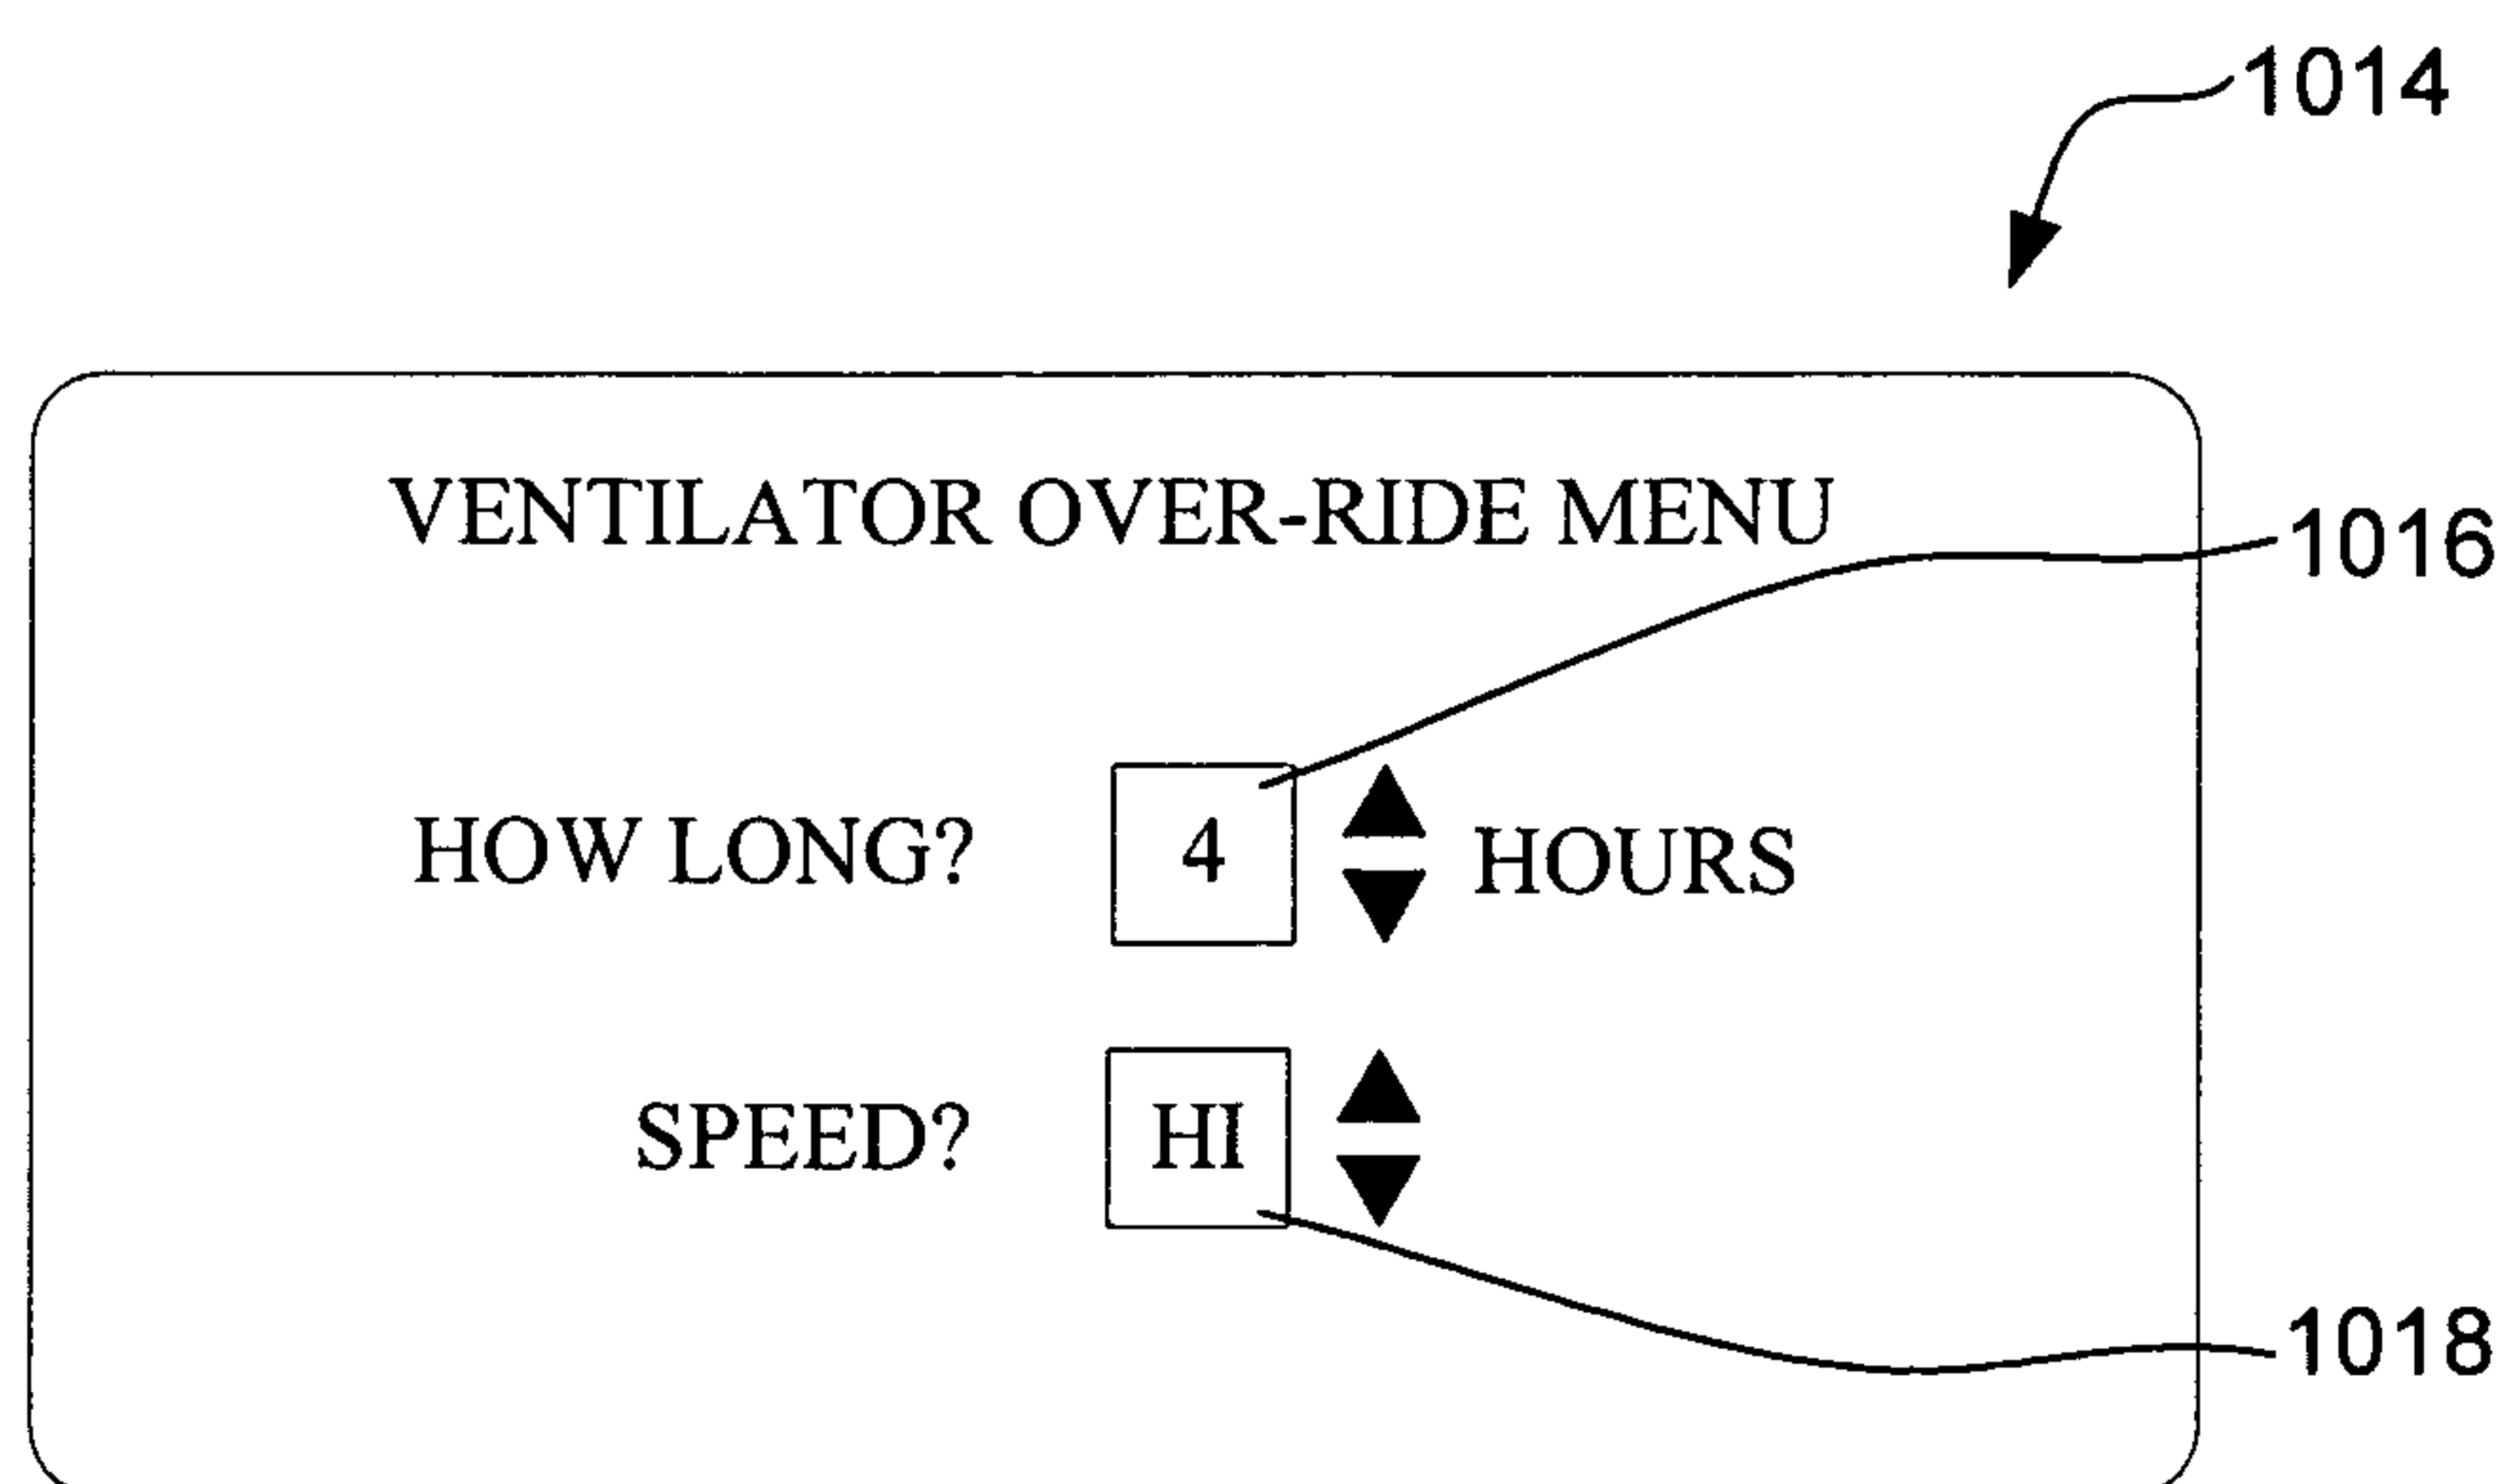 1014
VENTILATOR OVER-RIDE MENU
1016
HOW LONG? 4 HOURS
SPEED? HI
1018